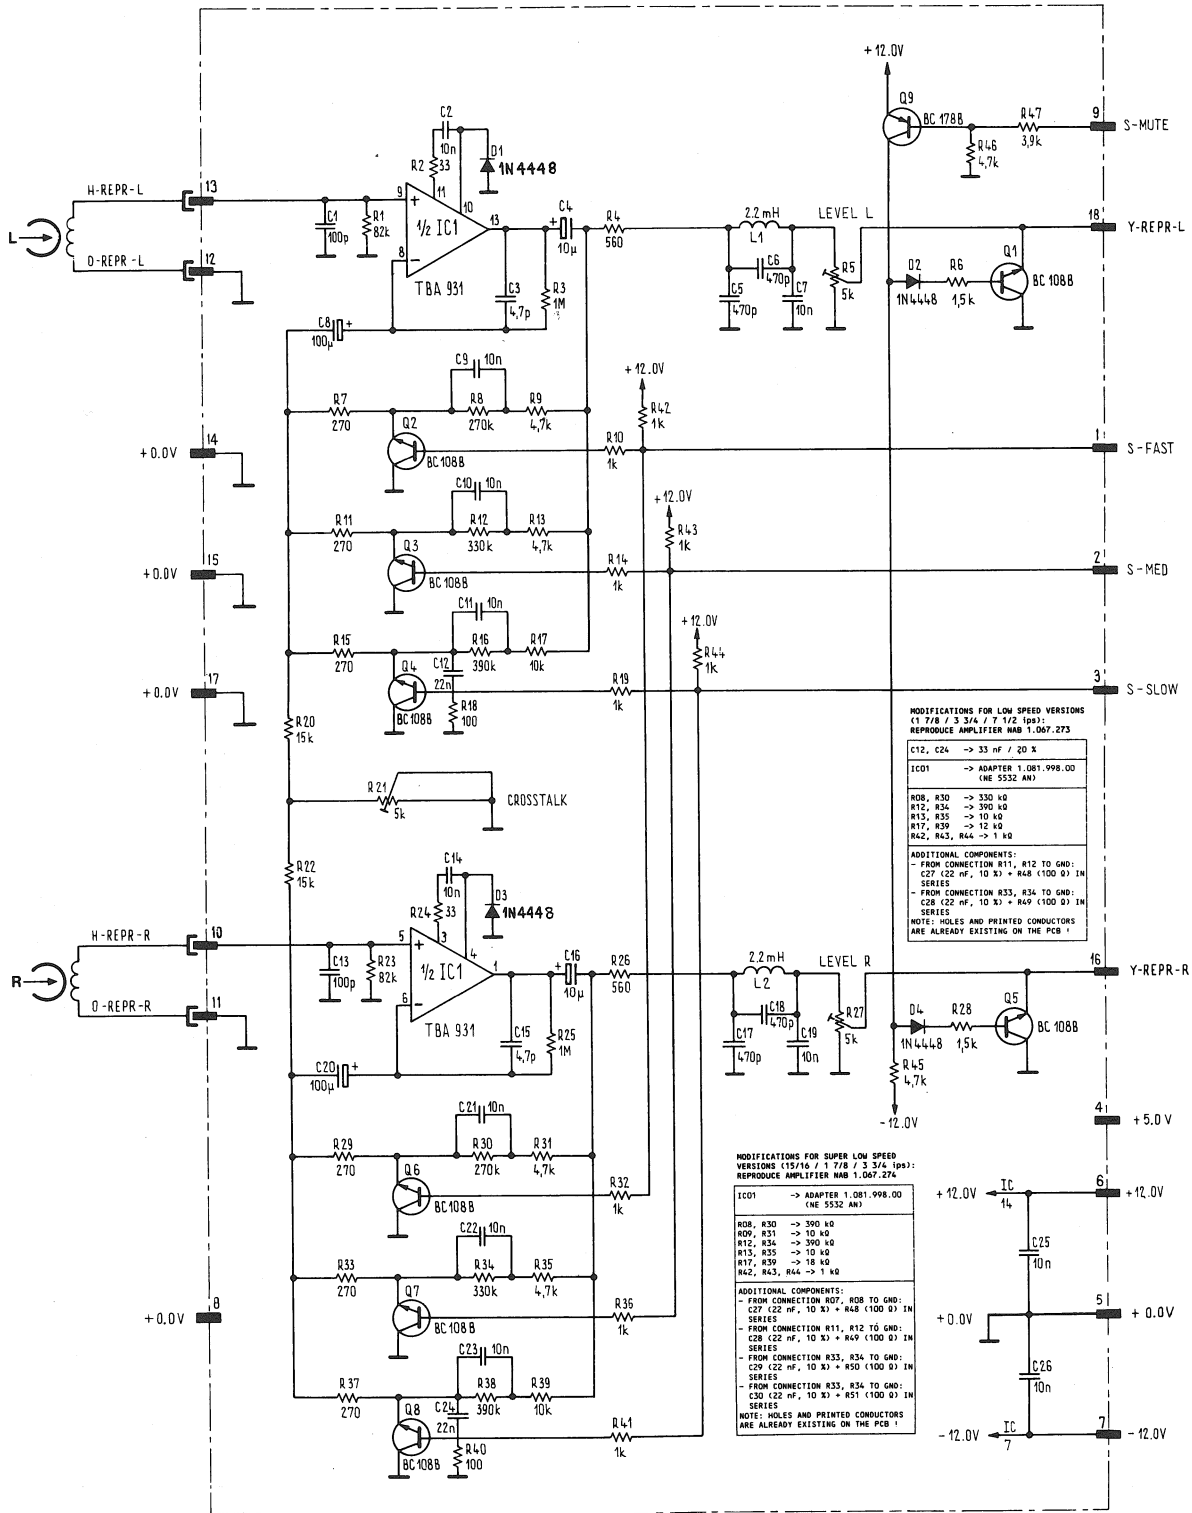 +12.0V
Q9
BC 178B
R47
3,9k
9
S-MUTE
R46
4,7k
C2
10n
R2
33
D1
1N4448
11
10
H-REPR-L
13
9
+
8
−
½ IC1
TBA 931
13
C1
100p
R1
82k
L
0-REPR-L
12
+
C4
10µ
R4
560
C3
4,7p
R3
1M
C8
+
100µ
2.2mH
L1
C6
470p
C5
470p
C7
10n
LEVEL L
R5
5k
18
Y-REPR-L
Q1
BC 108B
D2
1N4448
R6
1,5k
C9
10n
R7
270
R8
270k
R9
4,7k
+12.0V
R42
1k
Q2
BC108B
R10
1k
1
S-FAST
+0.0V
14
C10
10n
R11
270
R12
330k
R13
4,7k
+12.0V
R43
1k
Q3
BC108B
R14
1k
2
S-MED
+0.0V
15
C11
10n
R15
270
R16
390k
R17
10k
+12.0V
R44
1k
Q4
BC108B
C12
22n
R18
100
R19
1k
3
S-SLOW
+0.0V
17
R20
15k
R21
5k
CROSSTALK
R22
15k
MODIFICATIONS FOR LOW SPEED VERSIONS
(1 7/8 / 3 3/4 / 7 1/2 ips):
REPRODUCE AMPLIFIER NAB 1.067.273
C12, C24 -> 33 nF / 20 %
IC01 -> ADAPTER 1.081.998.00
(NE 5532 AN)
R08, R30 -> 330 kΩ
R12, R34 -> 390 kΩ
R13, R35 -> 10 kΩ
R17, R39 -> 12 kΩ
R42, R43, R44 -> 1 kΩ
ADDITIONAL COMPONENTS:
- FROM CONNECTION R11, R12 TO GND:
C27 (22 nF, 10 %) + R48 (100 Ω) IN
SERIES
- FROM CONNECTION R33, R34 TO GND:
C28 (22 nF, 10 %) + R49 (100 Ω) IN
SERIES
NOTE: HOLES AND PRINTED CONDUCTORS
ARE ALREADY EXISTING ON THE PCB !
C14
10n
R24
33
D3
1N4448
3
4
H-REPR-R
10
5
+
6
−
½ IC1
TBA 931
1
C13
100p
R23
82k
R
0-REPR-R
11
C16
+
10µ
R26
560
C15
4,7p
R25
1M
C20
+
100µ
2,2mH
L2
C18
470p
C17
470p
C19
10n
LEVEL R
R27
5k
16
Y-REPR-R
Q5
BC 108B
D4
1N4448
R28
1,5k
R45
4,7k
-12.0V
C21
10n
R29
270
R30
270k
R31
4,7k
Q6
BC108B
R32
1k
4
+5.0V
C22
10n
R33
270
R34
330k
R35
4,7k
Q7
BC108B
R36
1k
+0.0V
8
C23
10n
R37
270
R38
390k
R39
10k
Q8
BC108B
C24
22n
R40
100
R41
1k
MODIFICATIONS FOR SUPER LOW SPEED
VERSIONS (15/16 / 1 7/8 / 3 3/4 ips):
REPRODUCE AMPLIFIER NAB 1.067.274
IC01 -> ADAPTER 1.081.998.00
(NE 5532 AN)
R08, R30 -> 390 kΩ
R09, R31 -> 10 kΩ
R12, R34 -> 390 kΩ
R13, R35 -> 10 kΩ
R17, R39 -> 18 kΩ
R42, R43, R44 -> 1 kΩ
ADDITIONAL COMPONENTS:
- FROM CONNECTION R07, R08 TO GND:
C27 (22 nF, 10 %) + R48 (100 Ω) IN
SERIES
- FROM CONNECTION R11, R12 TO GND:
C28 (22 nF, 10 %) + R49 (100 Ω) IN
SERIES
- FROM CONNECTION R33, R34 TO GND:
C29 (22 nF, 10 %) + R50 (100 Ω) IN
SERIES
- FROM CONNECTION R33, R34 TO GND:
C30 (22 nF, 10 %) + R51 (100 Ω) IN
SERIES
NOTE: HOLES AND PRINTED CONDUCTORS
ARE ALREADY EXISTING ON THE PCB !
+12.0V
IC
14
6
+12.0V
C25
10n
+0.0V
5
+0.0V
C26
10n
-12.0V
IC
7
7
-12.0V